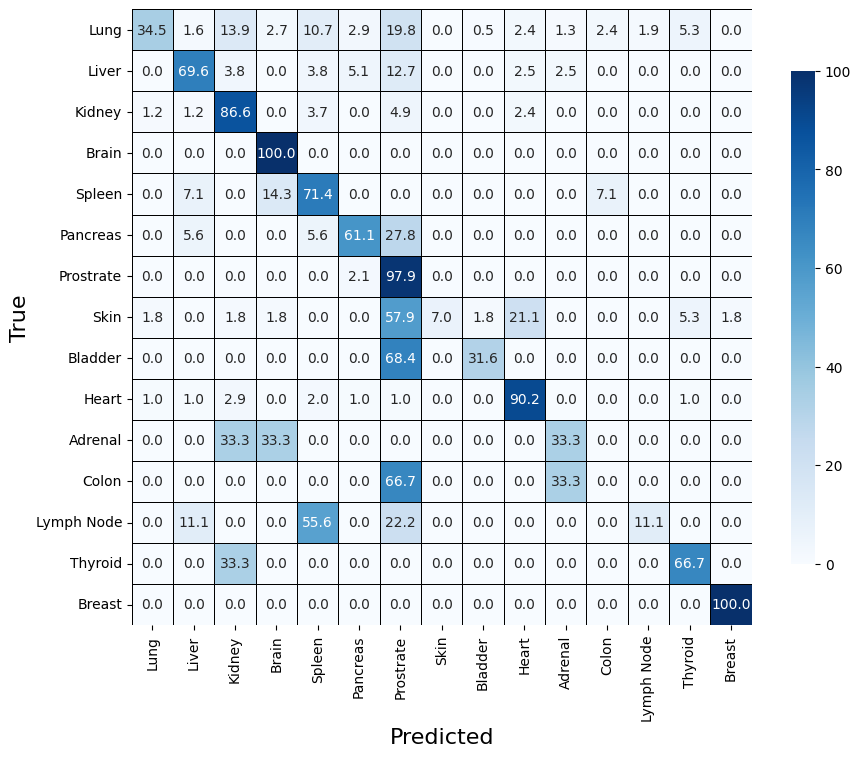 Lung 34.5 1.6 13.9 2.7 10.7 2.9 19.8 0.0 0.5 2.4 1.3 2.4 1.9 5.3 0.0
Liver 0.0 69.6 3.8 0.0 3.8 5.1 12.7 0.0 0.0 2.5 2.5 0.0 0.0 0.0 0.0
Kidney 1.2 1.2 86.6 0.0 3.7 0.0 4.9 0.0 0.0 2.4 0.0 0.0 0.0 0.0 0.0
Brain 0.0 0.0 0.0 100.0 0.0 0.0 0.0 0.0 0.0 0.0 0.0 0.0 0.0 0.0 0.0
Spleen 0.0 7.1 0.0 14.3 71.4 0.0 0.0 0.0 0.0 0.0 0.0 7.1 0.0 0.0 0.0
Pancreas 0.0 5.6 0.0 0.0 5.6 61.1 27.8 0.0 0.0 0.0 0.0 0.0 0.0 0.0 0.0
Prostrate 0.0 0.0 0.0 0.0 0.0 2.1 97.9 0.0 0.0 0.0 0.0 0.0 0.0 0.0 0.0
Skin 1.8 0.0 1.8 1.8 0.0 0.0 57.9 7.0 1.8 21.1 0.0 0.0 0.0 5.3 1.8
Bladder 0.0 0.0 0.0 0.0 0.0 0.0 68.4 0.0 31.6 0.0 0.0 0.0 0.0 0.0 0.0
Heart 1.0 1.0 2.9 0.0 2.0 1.0 1.0 0.0 0.0 90.2 0.0 0.0 0.0 1.0 0.0
Adrenal 0.0 0.0 33.3 33.3 0.0 0.0 0.0 0.0 0.0 0.0 33.3 0.0 0.0 0.0 0.0
Colon 0.0 0.0 0.0 0.0 0.0 0.0 66.7 0.0 0.0 0.0 33.3 0.0 0.0 0.0 0.0
Lymph Node 0.0 11.1 0.0 0.0 55.6 0.0 22.2 0.0 0.0 0.0 0.0 0.0 11.1 0.0 0.0
Thyroid 0.0 0.0 33.3 0.0 0.0 0.0 0.0 0.0 0.0 0.0 0.0 0.0 0.0 66.7 0.0
Breast 0.0 0.0 0.0 0.0 0.0 0.0 0.0 0.0 0.0 0.0 0.0 0.0 0.0 0.0 100.0
Lung Liver Kidney Brain Spleen Pancreas Prostrate Skin Bladder Heart Adrenal Colon Lymph Node Thyroid Breast
Predicted
True
100
80
60
40
20
0